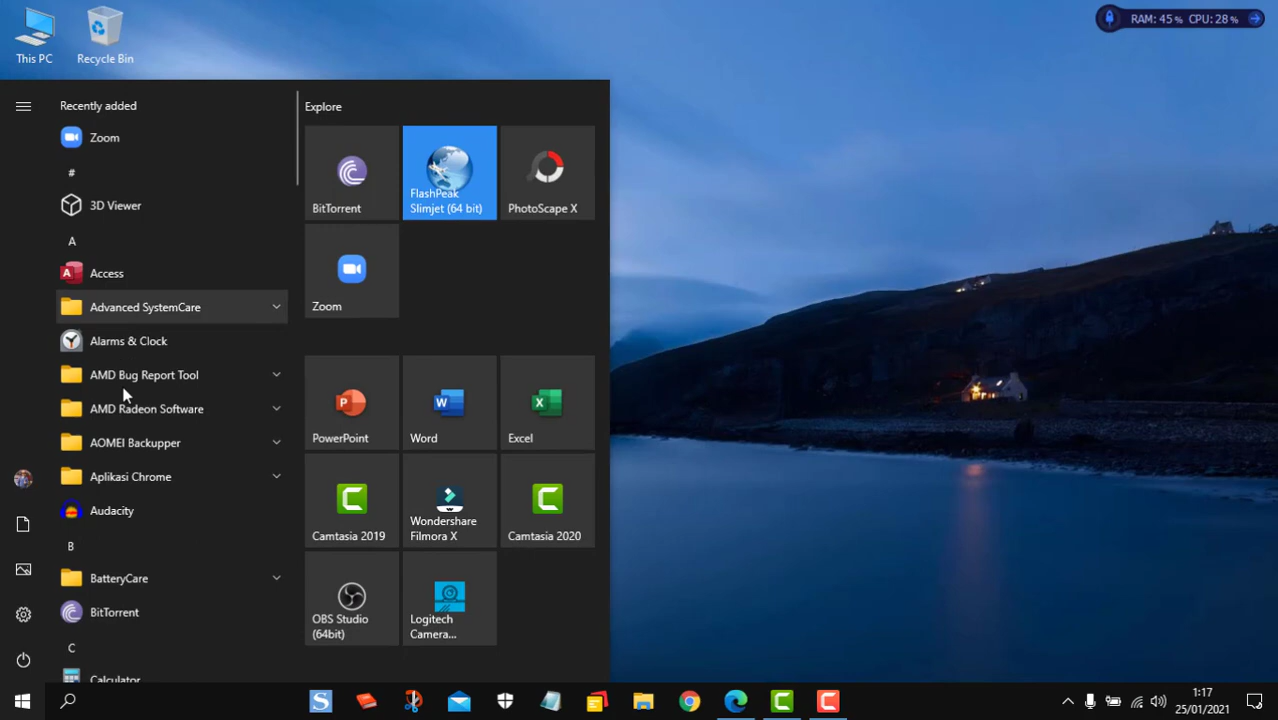 This PC
Recycle Bin
RAM: 45% CPU: 28%
Recently added
Zoom
#
3D Viewer
A
Access
Advanced SystemCare
Alarms & Clock
AMD Bug Report Tool
AMD Radeon Software
AOMEI Backupper
Aplikasi Chrome
Audacity
B
BatteryCare
BitTorrent
C
Calculator
Explore
BitTorrent
FlashPeak
Slimjet (64 bit)
PhotoScape X
Zoom
PowerPoint
Word
Excel
Camtasia 2019
Wondershare
Filmora X
Camtasia 2020
OBS Studio
(64bit)
Logitech
Camera...
1:17
25/01/2021